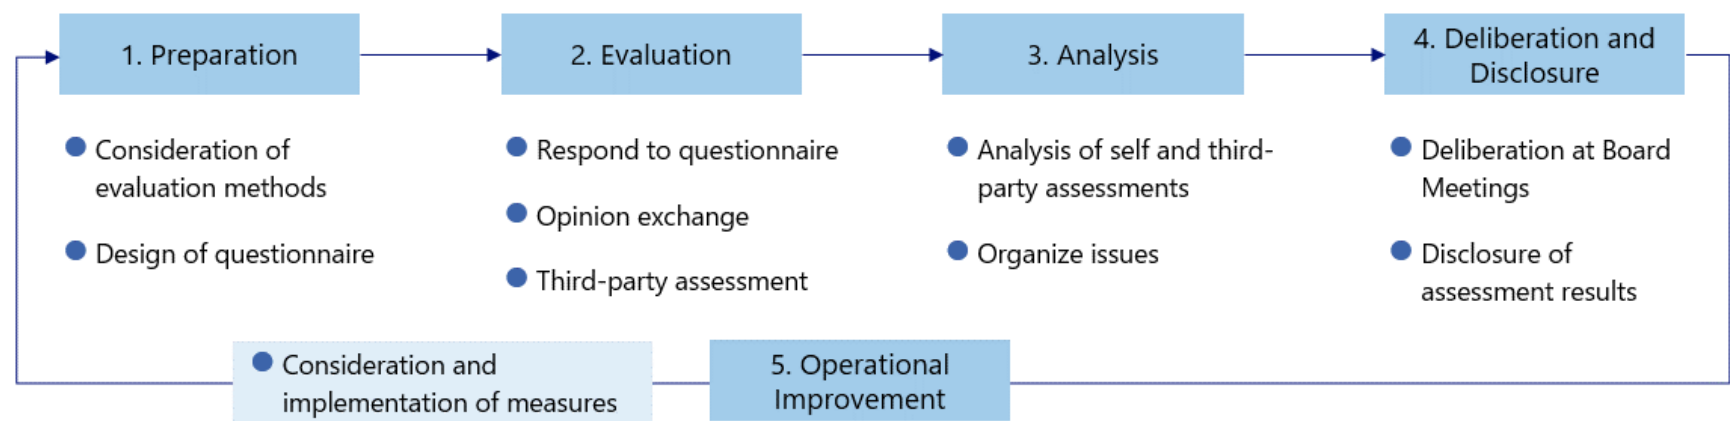 1. Preparation
2. Evaluation
3. Analysis
4. Deliberation and
Disclosure
Consideration of
evaluation methods
Design of questionnaire
Respond to questionnaire
Opinion exchange
Third-party assessment
Analysis of self and third-
party assessments
Organize issues
Deliberation at Board
Meetings
Disclosure of
assessment results
Consideration and
implementation of measures
5. Operational
Improvement